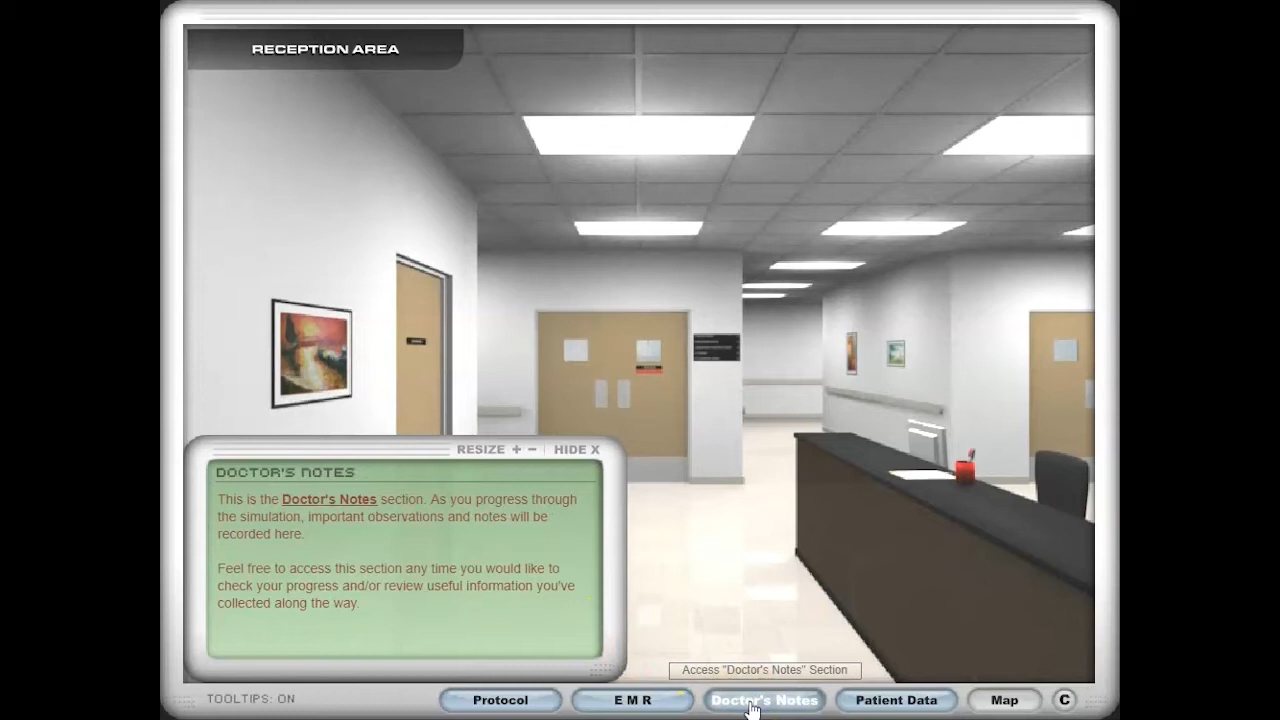 RECEPTION AREA
RESIZE + − | HIDE X
DOCTOR'S NOTES
This is the Doctor's Notes section. As you progress through
the simulation, important observations and notes will be
recorded here.
Feel free to access this section any time you would like to
check your progress and/or review useful information you've
collected along the way.
Access "Doctor's Notes" Section
TOOLTIPS: ON
Protocol
E M R
Doctor's Notes
Patient Data
Map
C